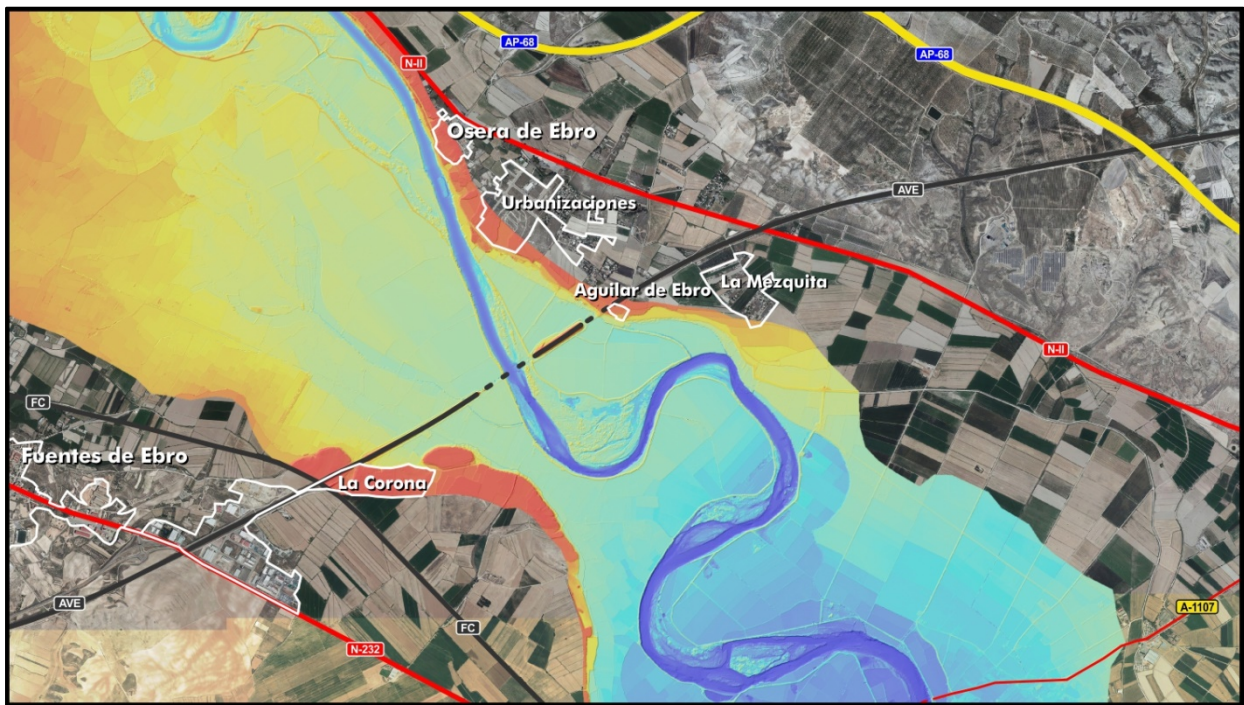 AP-68
AP-68
N-II
Osera de Ebro
AVE
Urbanizaciones
La Mezquita
Aguilar de Ebro
N-II
FC
Fuentes de Ebro
La Corona
AVE
A-1107
FC
N-232